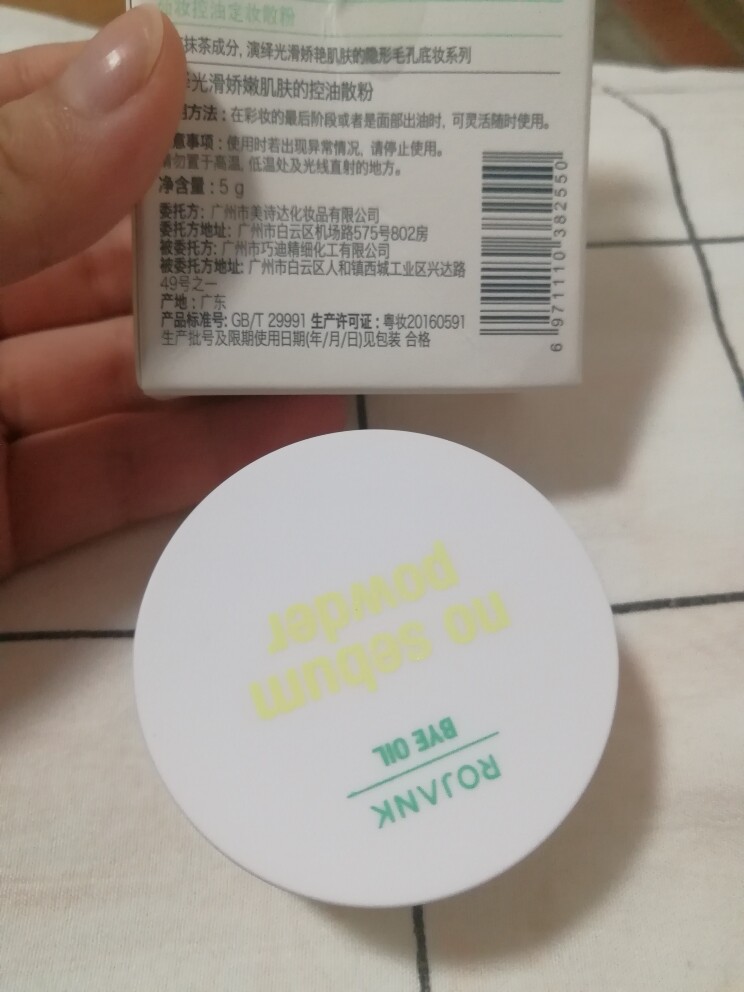 妆控油定妆散粉
抹茶成分, 演绎光滑娇艳肌肤的隐形毛孔底妆系列
光滑娇嫩肌肤的控油散粉
方法：在彩妆的最后阶段或者是面部出油时, 可灵活随时使用。
意事项：使用时若出现异常情况, 请停止使用。
请勿置于高温, 低温处及光线直射的地方。
净含量：5 g
委托方: 广州市美诗达化妆品有限公司
委托方地址: 广州市白云区机场路575号802房
被委托方: 广州市巧迪精细化工有限公司
被委托方地址: 广州市白云区人和镇西城工业区兴达路
49号之一
产地：广东
产品标准号: GB/T 29991 生产许可证：粤妆20160591
生产批号及限期使用日期(年/月/日)见包装 合格
6 971110 382550
ROJANK
BYE OIL
no sebum
powder